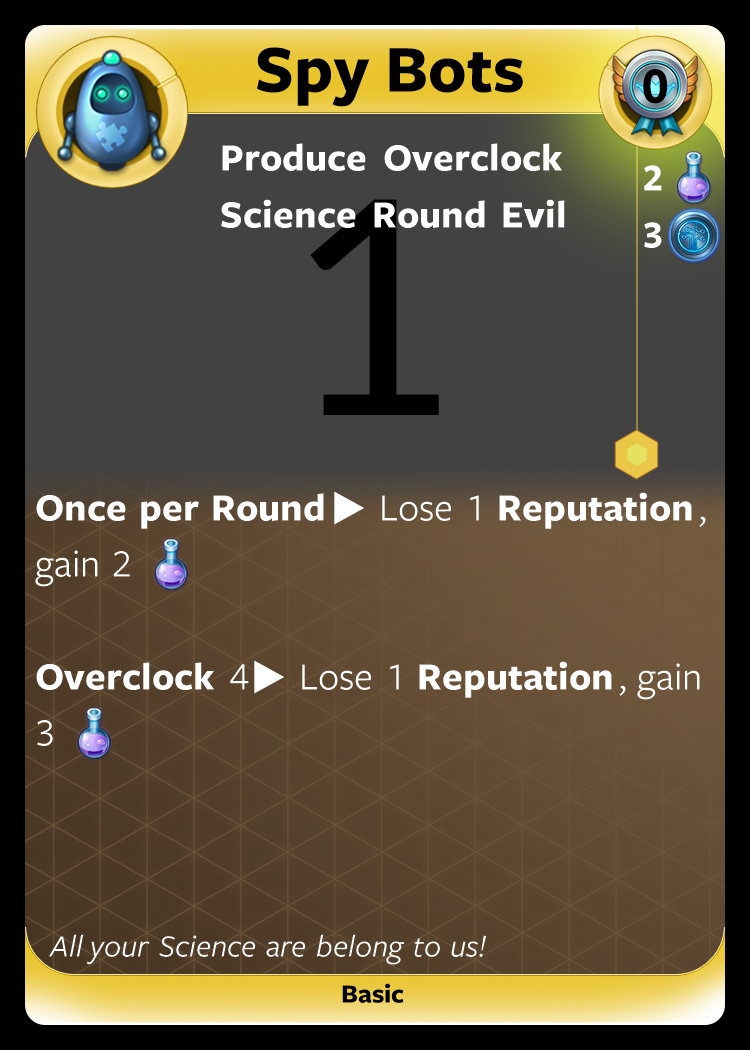 Spy Bots
0
Produce Overclock
2
Science Round Evil
3
1
Once per Round▶ Lose 1 Reputation,
gain 2
Overclock 4▶ Lose 1 Reputation, gain
3
All your Science are belong to us!
Basic